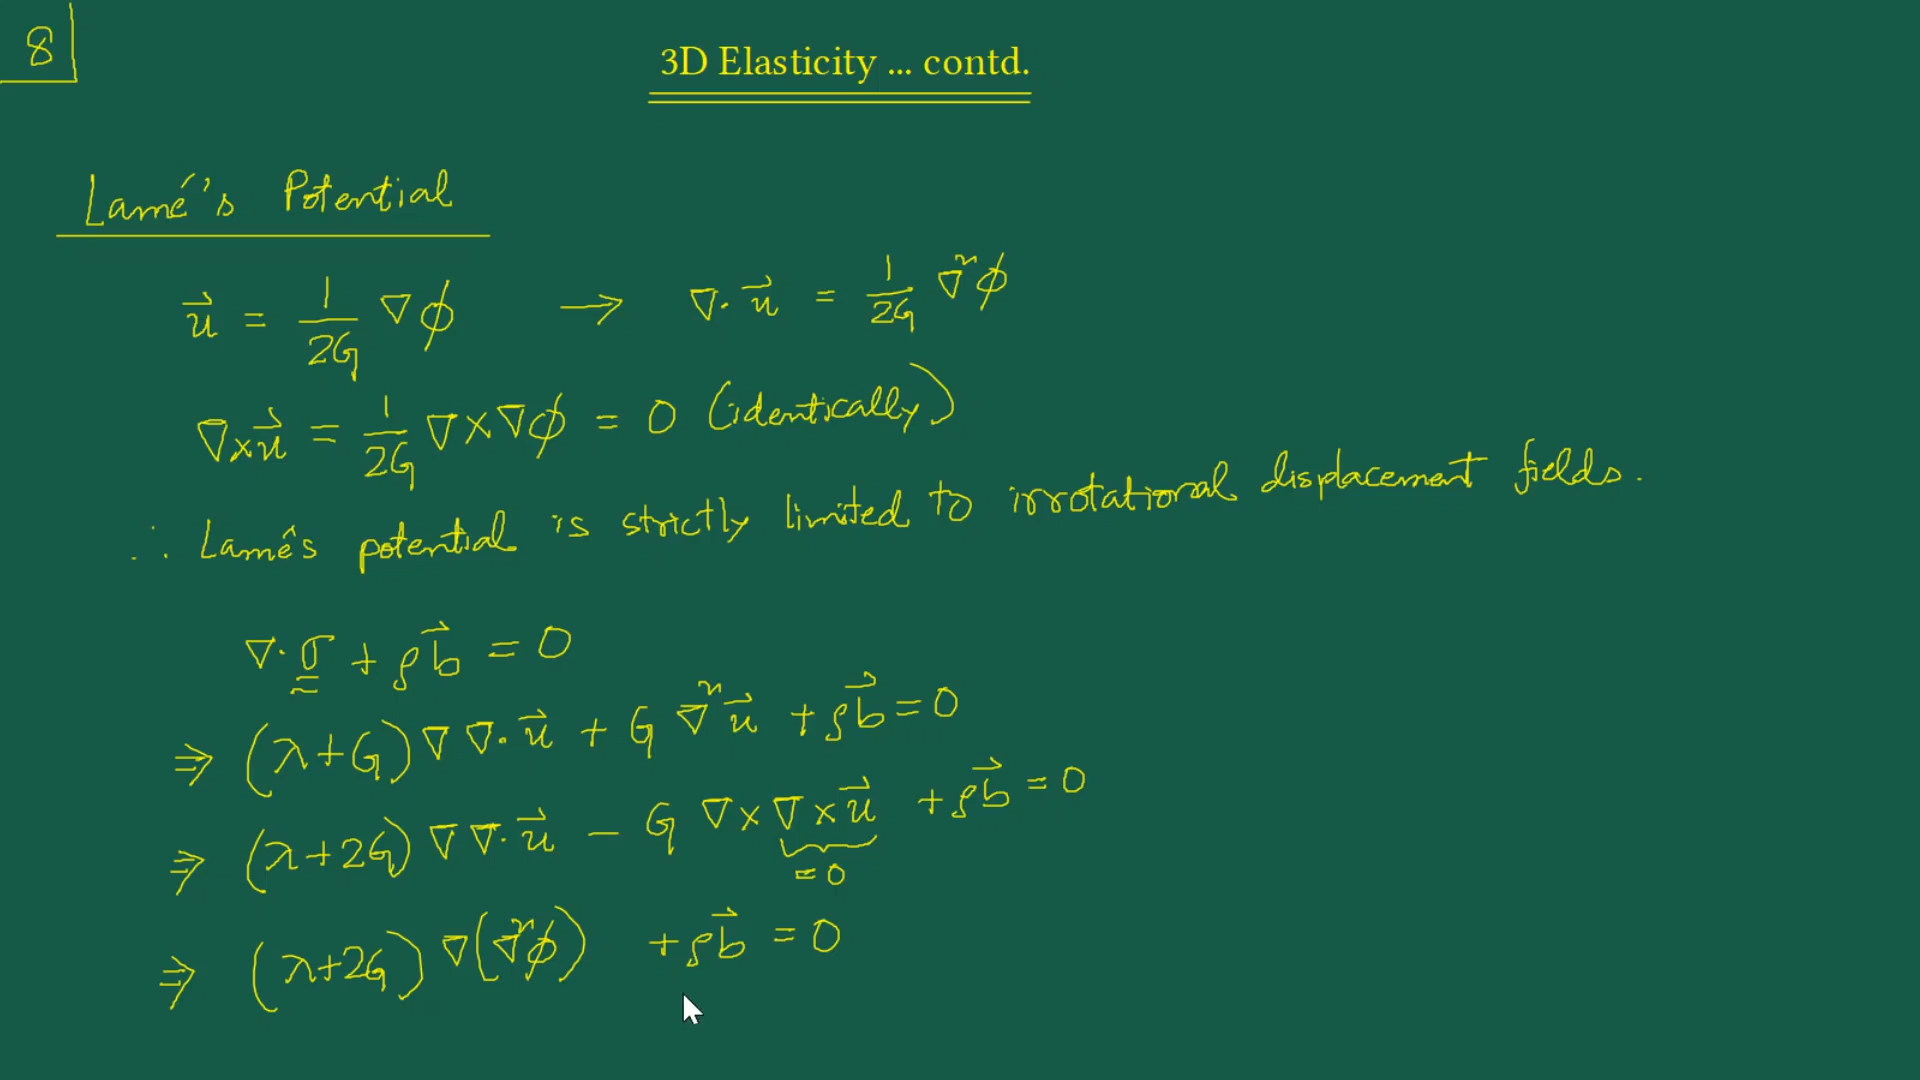 8
3D Elasticity ... contd.
Lamé's Potential
u⃗ = 1/2G ∇ϕ → ∇· u⃗ = 1/2G ∇²ϕ
∇×u⃗ = 1/2G ∇×∇ϕ = 0 (identically)
∴ Lamé's potential is strictly limited to irrotational displacement fields.
∇· σ + ρb⃗ = 0
⇒ (λ+G)∇ ∇· u⃗ + G ∇² u⃗ + ρb⃗ = 0
⇒ (λ+2G) ∇ ∇· u⃗ − G ∇× ∇×u⃗ + ρb⃗ = 0
= 0
⇒ (λ+2G) ∇(∇²ϕ) + ρb⃗ = 0